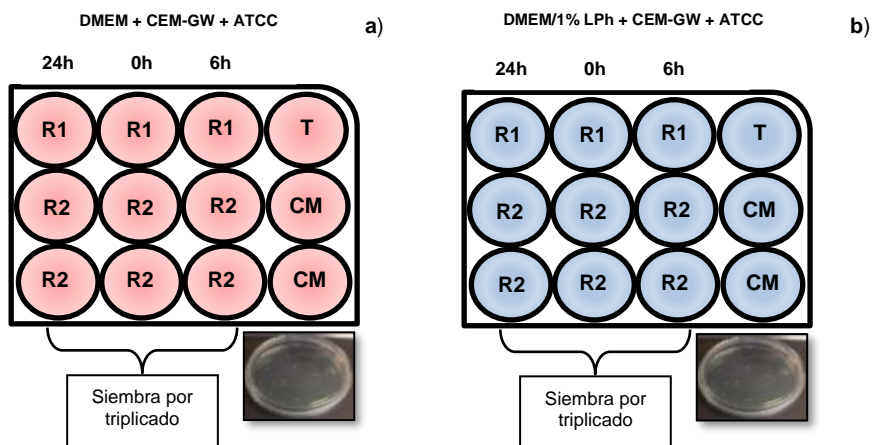 DMEM + CEM-GW + ATCC
a)
24h 0h 6h
R1 R1 R1 T
R2 R2 R2 CM
R2 R2 R2 CM
Siembra por
triplicado
DMEM/1% LPh + CEM-GW + ATCC
b)
24h 0h 6h
R1 R1 R1 T
R2 R2 R2 CM
R2 R2 R2 CM
Siembra por
triplicado